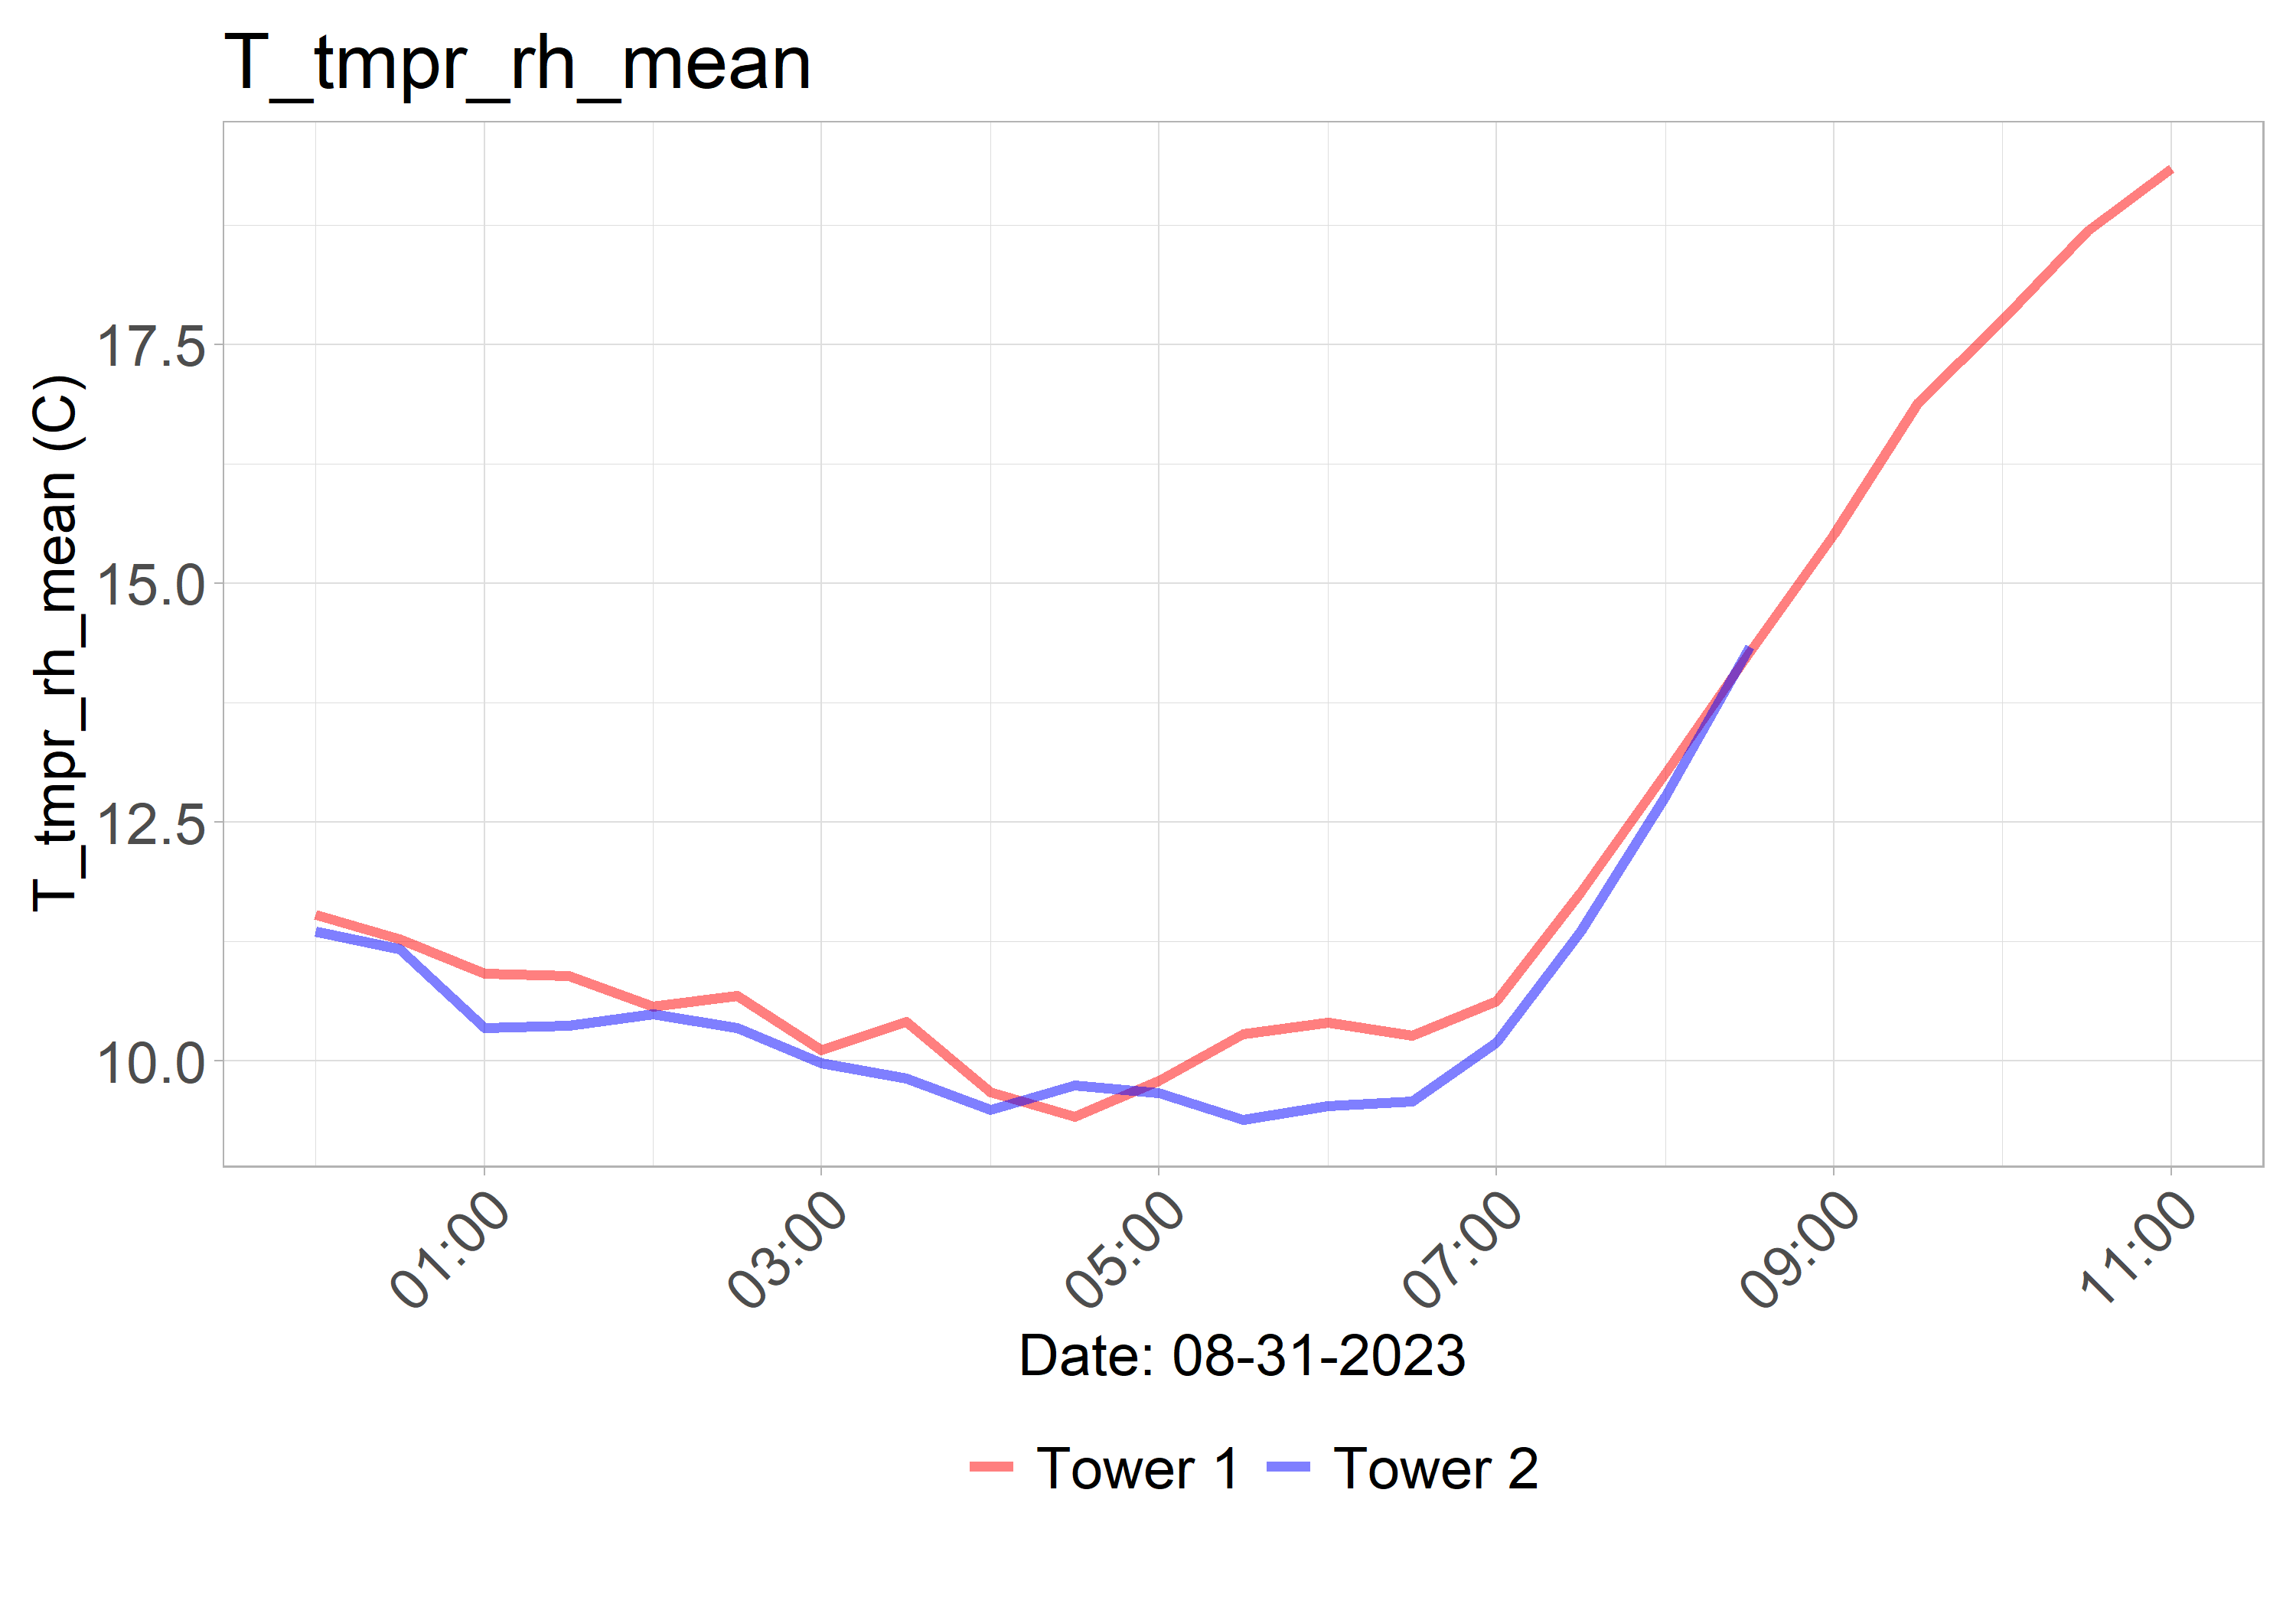 T_tmpr_rh_mean
T_tmpr_rh_mean (C)
17.5
15.0
12.5
10.0
01:00
03:00
05:00
07:00
09:00
11:00
Date: 08-31-2023
Tower 1
Tower 2